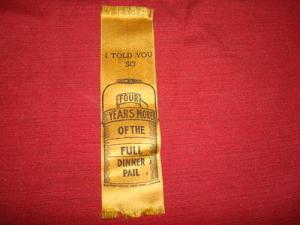 I TOLD YOU
SO
FOUR
YEARS MORE
OF THE
FULL
DINNER
PAIL